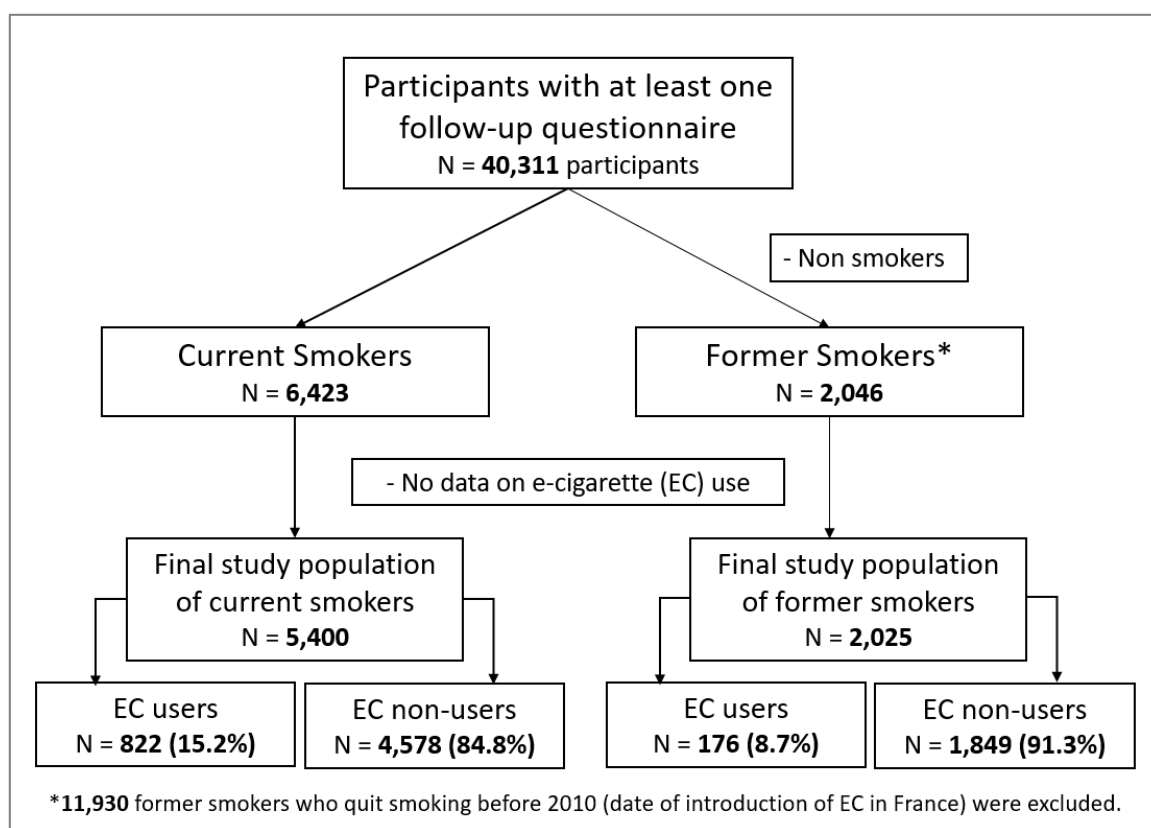 Participants with at least one
follow-up questionnaire
N = 40,311 participants
- Non smokers
Current Smokers
N = 6,423
Former Smokers*
N = 2,046
- No data on e-cigarette (EC) use
Final study population
of current smokers
N = 5,400
Final study population
of former smokers
N = 2,025
EC users
N = 822 (15.2%)
EC non-users
N = 4,578 (84.8%)
EC users
N = 176 (8.7%)
EC non-users
N = 1,849 (91.3%)
*11,930 former smokers who quit smoking before 2010 (date of introduction of EC in France) were excluded.